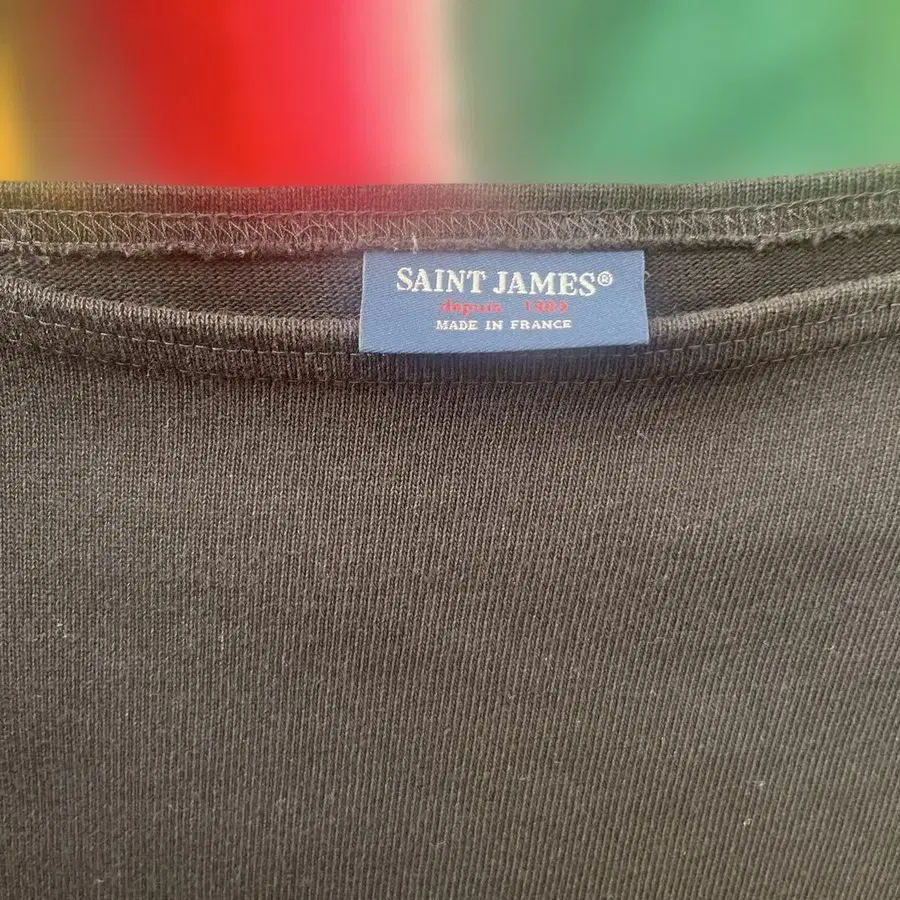 SAINT JAMES®
depuis 1889
MADE IN FRANCE